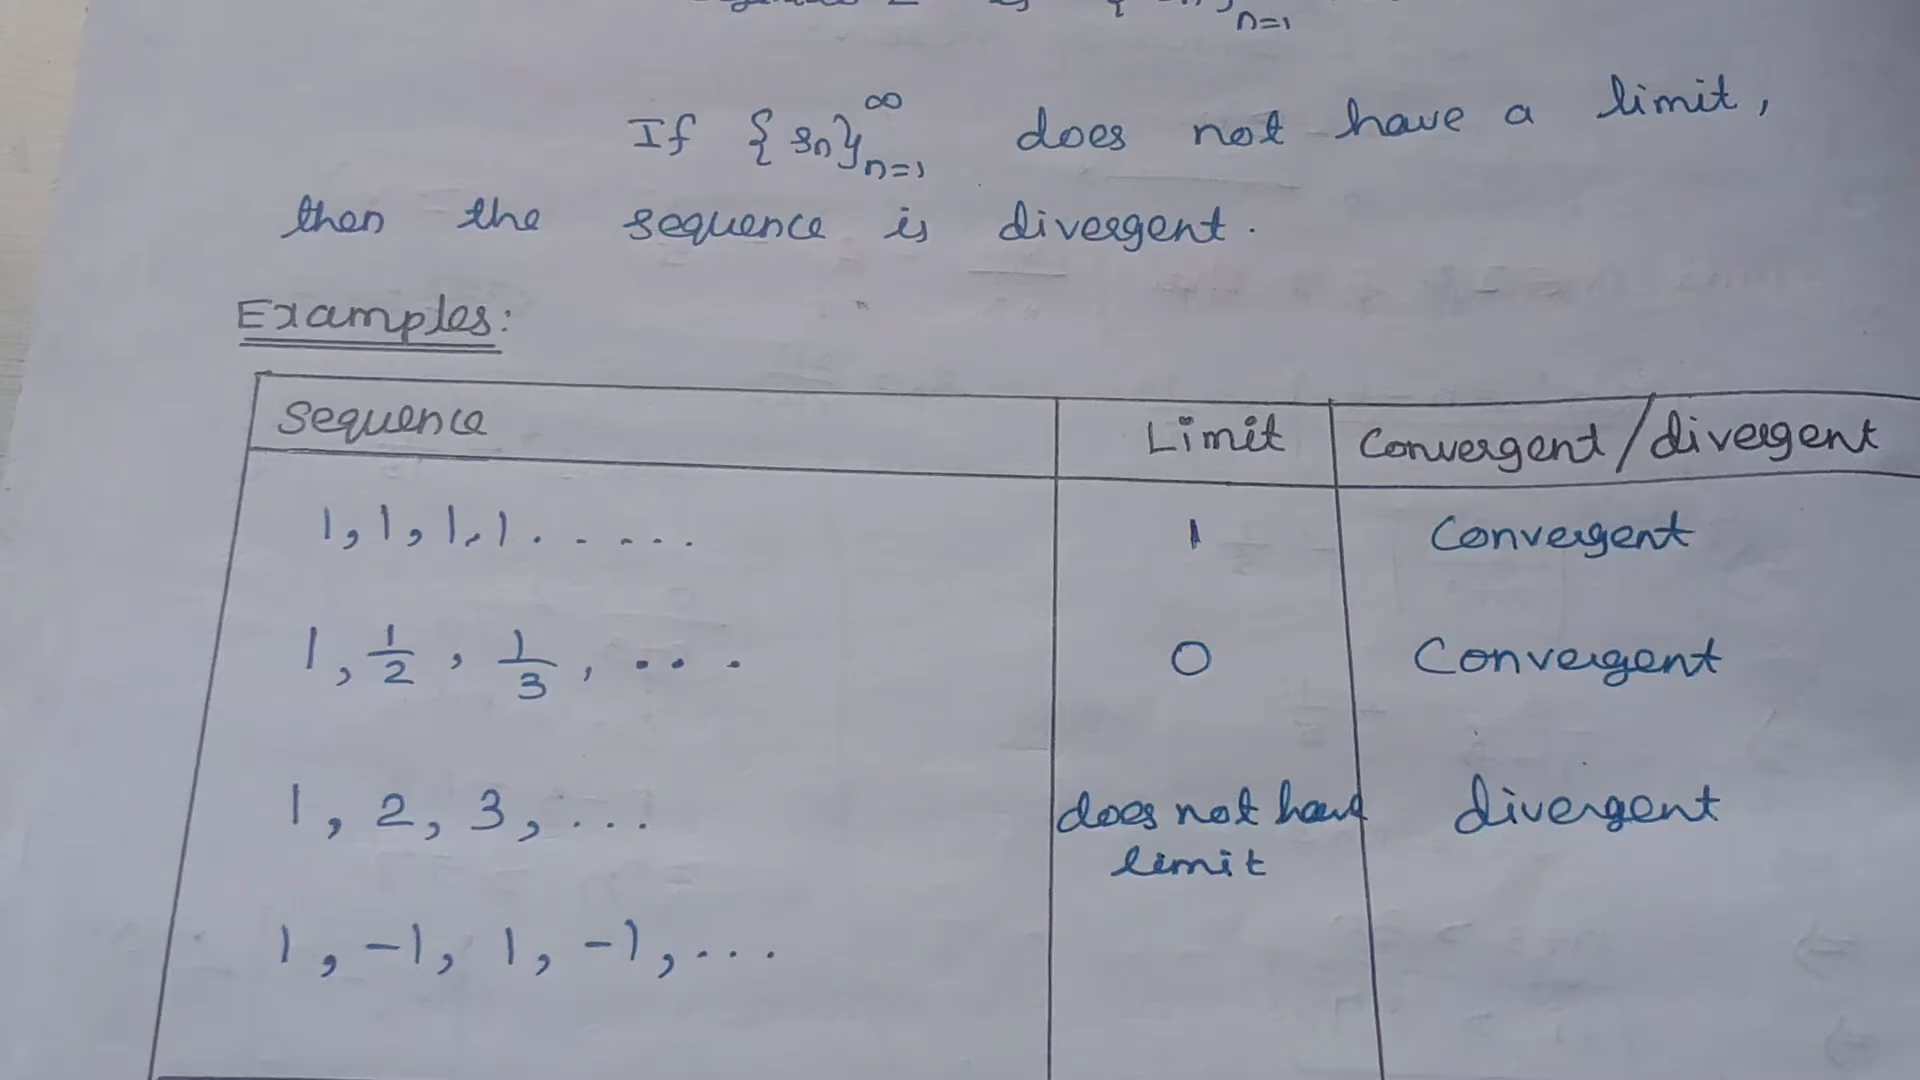 n=1
If {sn}∞n=1 does not have a limit,
then the sequence is divergent.
Examples:
Sequence Limit Convergent/divergent
1, 1, 1, 1 . . . . . . 1 Convergent
1, 1/2, 1/3, .... 0 Convergent
1, 2, 3, ... does not have divergent
limit
1, -1, 1, -1, ...